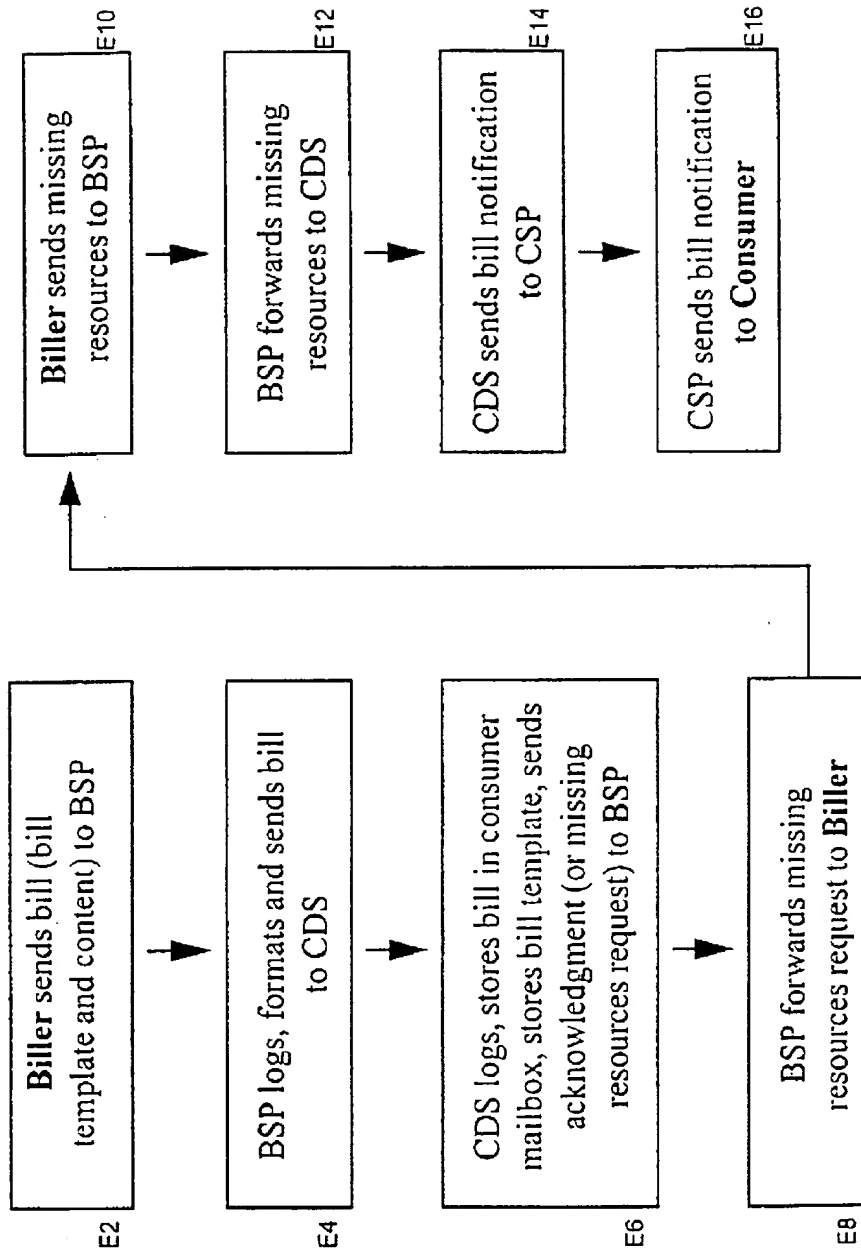 Biller sends bill (bill
template and content) to BSP
E2
BSP logs, formats and sends bill
to CDS
E4
CDS logs, stores bill in consumer
mailbox, stores bill template, sends
acknowledgment (or missing
resources request) to BSP
E6
BSP forwards missing
resources request to Biller
E8
Biller sends missing
resources to BSP
E10
BSP forwards missing
resources to CDS
E12
CDS sends bill notification
to CSP
E14
CSP sends bill notification
to Consumer
E16